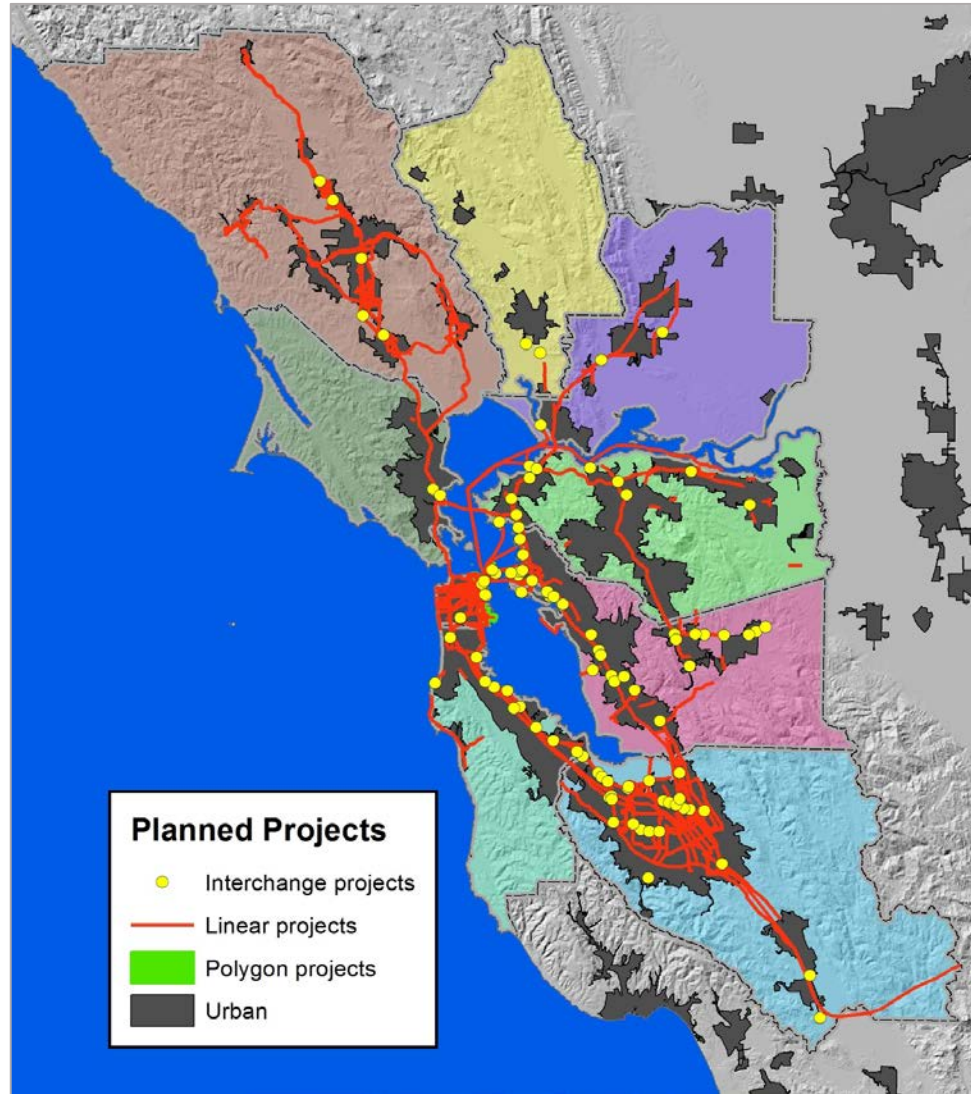 Planned Projects
Interchange projects
Linear projects
Polygon projects
Urban